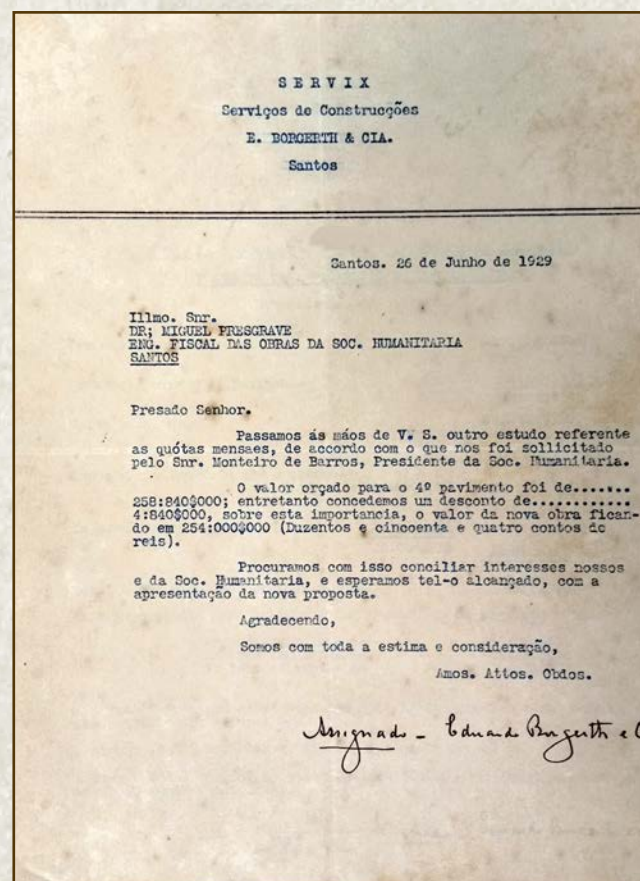 SERVIX
Serviços de Construcções
E. BORGERTH & CIA.
Santos
Santos. 26 de Junho de 1929
Illmo. Snr.
DR; MIGUEL PRESGRAVE
ENG. FISCAL DAS OBRAS DA SOC. HUMANITARIA
SANTOS
Presado Senhor.
Passamos ás mãos de V. S. outro estudo referente
as quótas mensaes, de accordo com o que nos foi sollicitado
pelo Snr. Monteiro de Barros, Presidente da Soc. Humanitaria.
O valor orçado para o 4º pavimento foi de.......
258:840$000; entretanto concedemos um desconto de............
4:840$000, sobre esta importancia, o valor da nova obra fican-
do em 254:000$000 (Duzentos e cincoenta e quatro contos de
reis).
Procuramos com isso conciliar interesses nossos
e da Soc. Humanitaria, e esperamos tel-o alcançado, com a
apresentação da nova proposta.
Agradecendo,
Somos com toda a estima e consideração,
Amos. Attos. Obdos.
Assignado - Eduardo Borgerth e